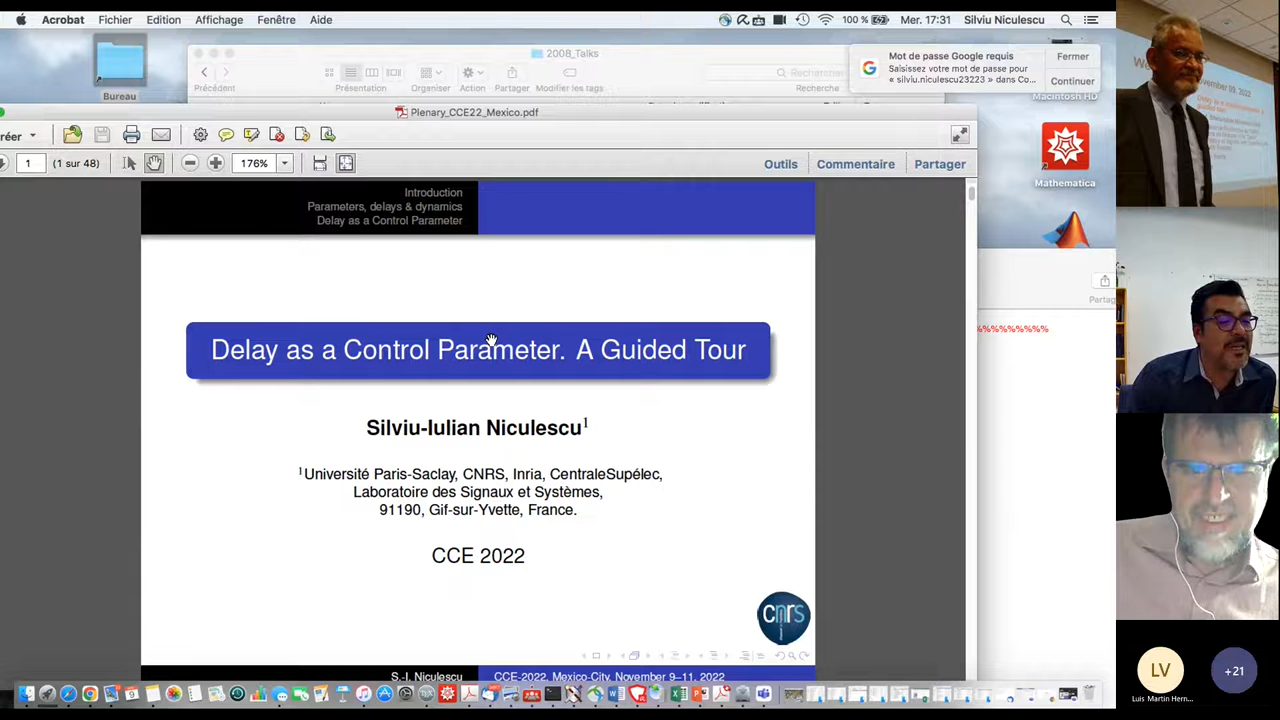 Acrobat Fichier Edition Affichage Fenêtre Aide
100 % Mer. 17:31 Silviu Niculescu
Bureau
2008_Talks
Précédent Présentation Organiser Action Partager Modifier les tags Recherche
Recherche
Mot de passe Google requis
Saisissez votre mot de passe pour
« silviu.niculescu23223 » dans Co...
Fermer
Continuer
Macintosh HD
Plenary_CCE22_Mexico.pdf
réer
1 (1 sur 48) 176% Outils Commentaire Partager
Mathematica
Introduction
Parameters, delays & dynamics
Delay as a Control Parameter
Delay as a Control Parameter. A Guided Tour
Silviu-Iulian Niculescu1
1Université Paris-Saclay, CNRS, Inria, CentraleSupélec,
Laboratoire des Signaux et Systèmes,
91190, Gif-sur-Yvette, France.
CCE 2022
cnrs
S.-I. Niculescu CCE-2022, Mexico-City, November 9–11, 2022
Partag
%%%%%%%%%
vember 09, 2022
LV
Luis Martin Hern...
+21